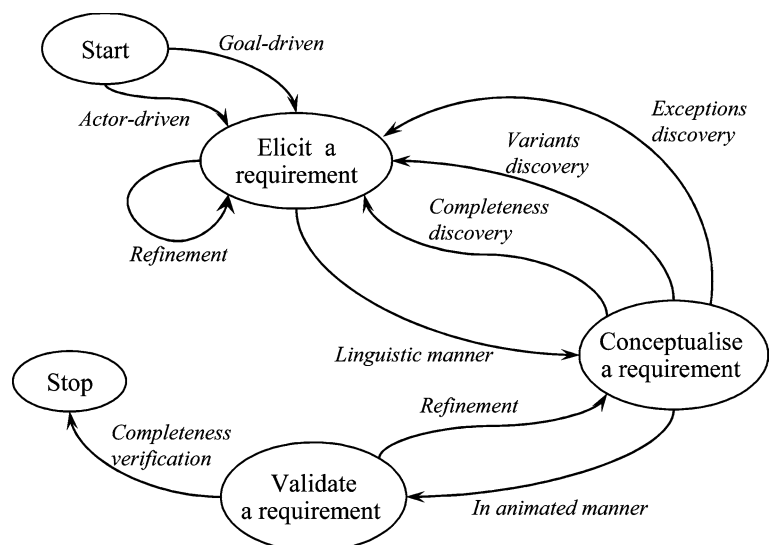 Start
Goal-driven
Actor-driven
Exceptions
discovery
Variants
discovery
Elicit a
requirement
Completeness
discovery
Refinement
Linguistic manner
Conceptualise
a requirement
Stop
Refinement
Completeness
verification
Validate
a requirement
In animated manner